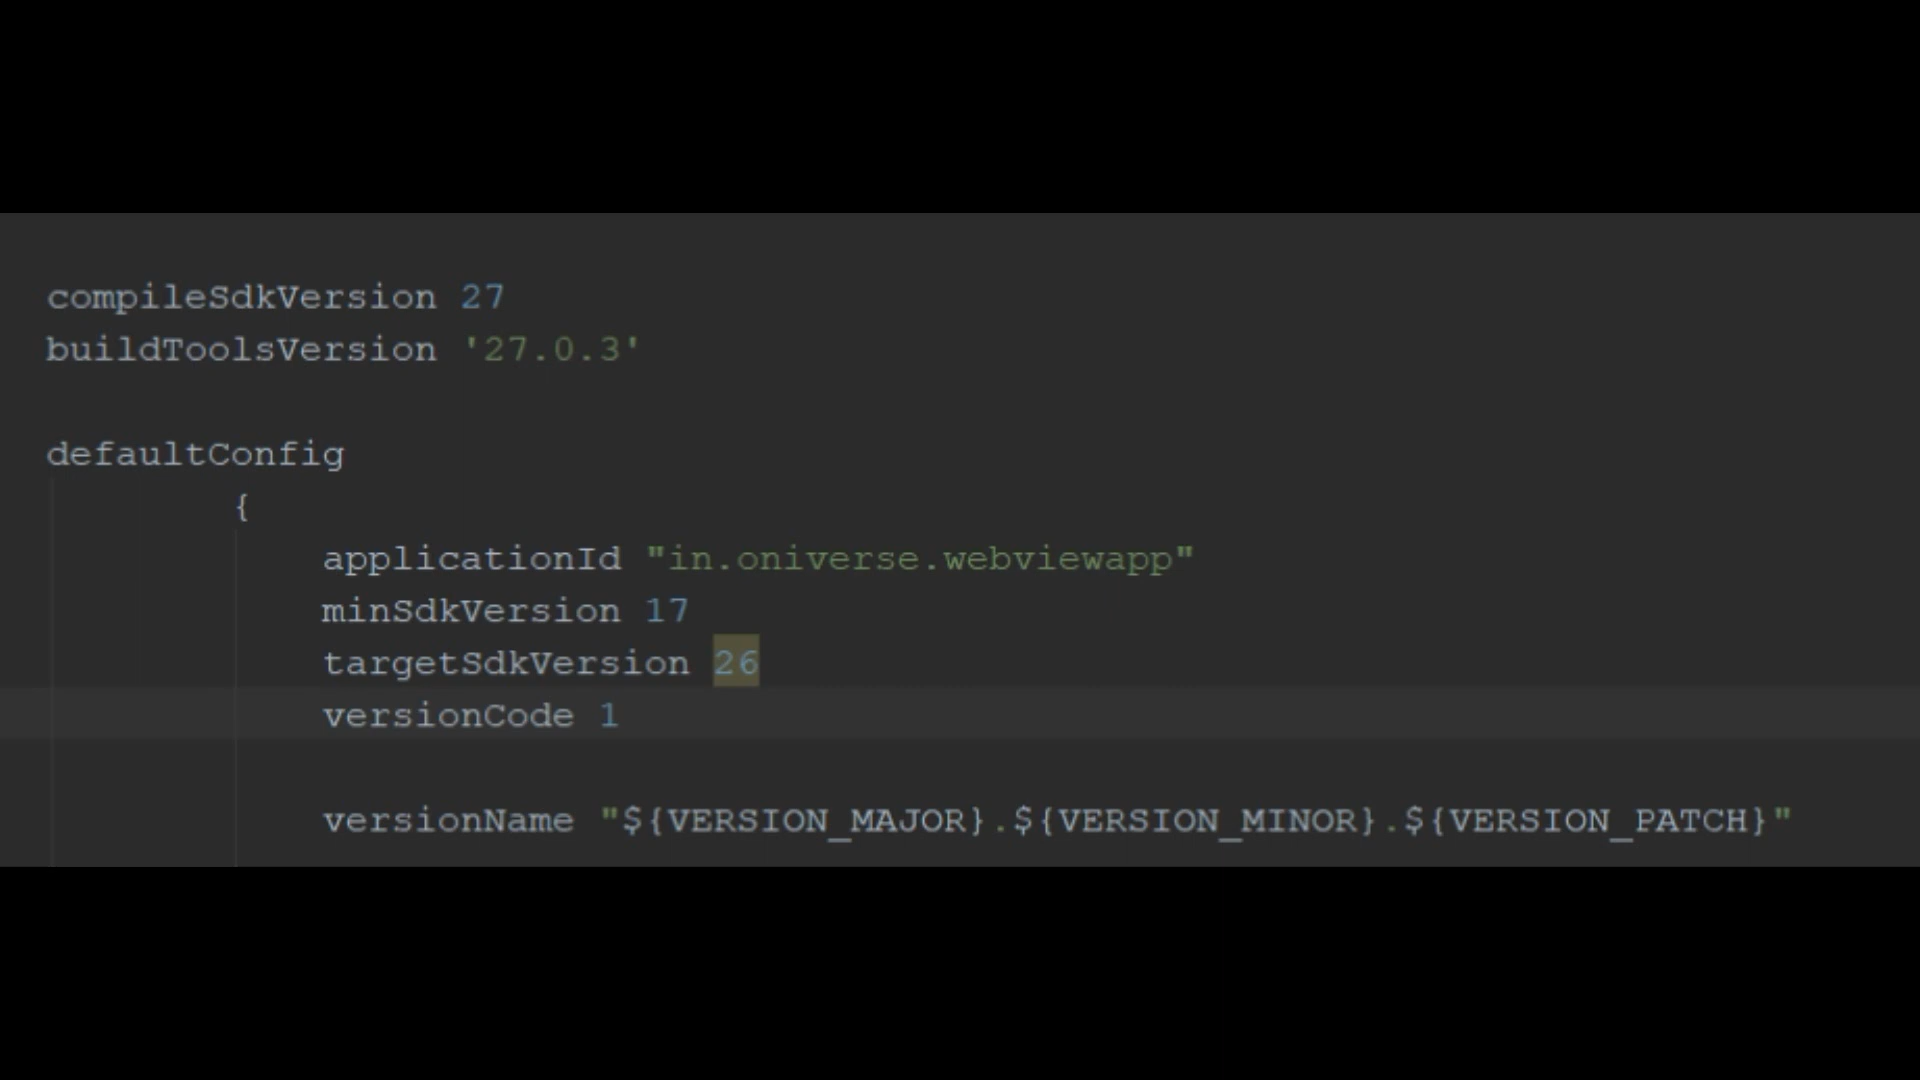 compileSdkVersion 27
buildToolsVersion '27.0.3'
defaultConfig
{
applicationId "in.oniverse.webviewapp"
minSdkVersion 17
targetSdkVersion 26
versionCode 1
versionName "${VERSION_MAJOR}.${VERSION_MINOR}.${VERSION_PATCH}"